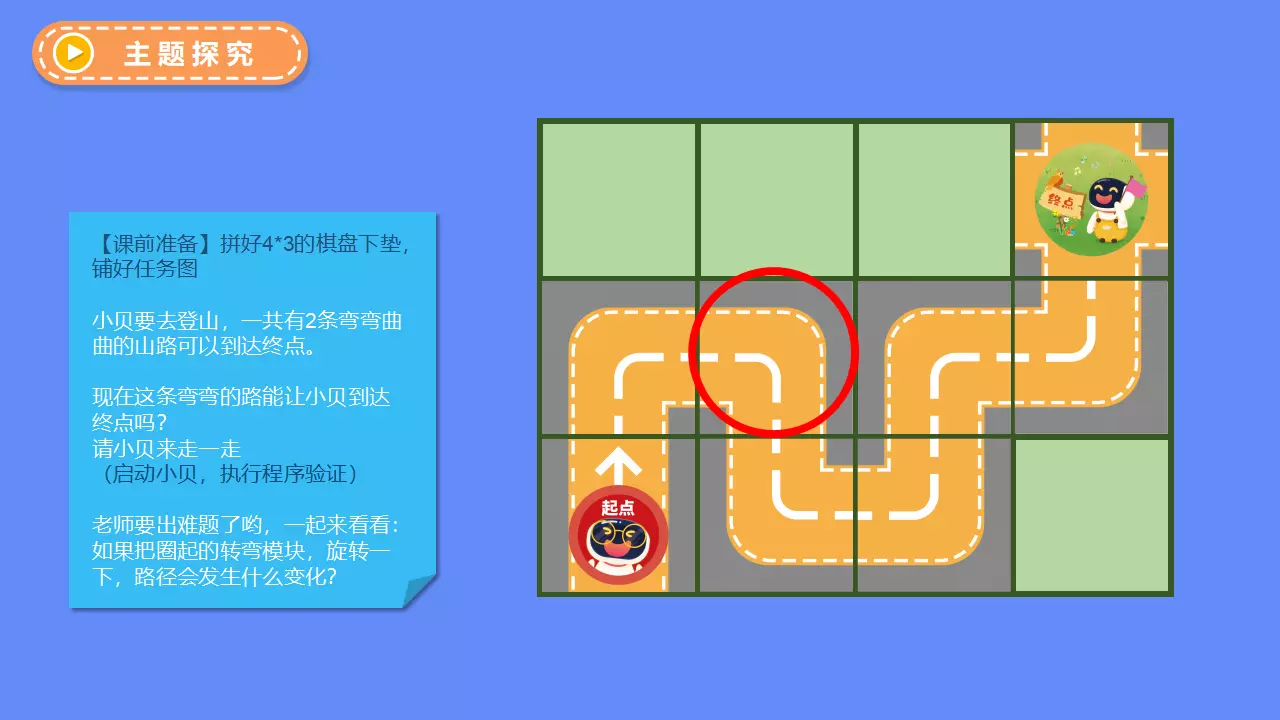 主题探究
【课前准备】拼好4*3的棋盘下垫，
铺好任务图
小贝要去登山，一共有2条弯弯曲
曲的山路可以到达终点。
现在这条弯弯的路能让小贝到达
终点吗？
请小贝来走一走
（启动小贝，执行程序验证）
老师要出难题了哟，一起来看看：
如果把圈起的转弯模块，旋转一
下，路径会发生什么变化？
终点
起点